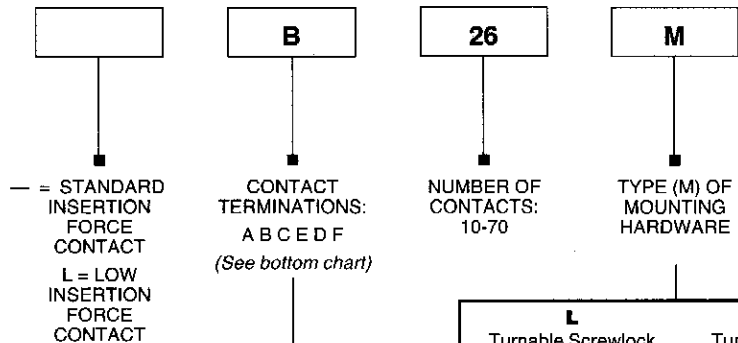 B 26 M
— = STANDARD
INSERTION
FORCE
CONTACT
L = LOW
INSERTION
FORCE
CONTACT
CONTACT
TERMINATIONS:
A B C E D F
(See bottom chart)
NUMBER OF
CONTACTS:
10-70
TYPE (M) OF
MOUNTING
HARDWARE
L
Turnable Screwlock